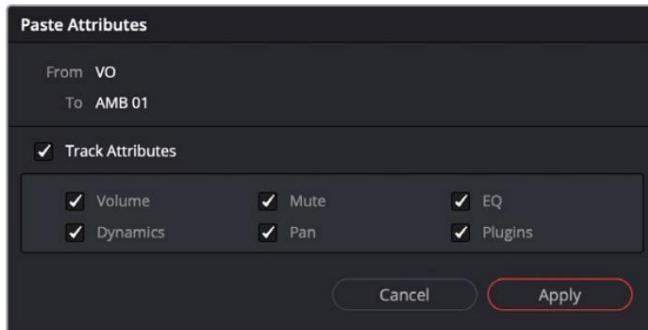 Paste Attributes
From VO
To AMB 01
Track Attributes
Volume Mute EQ
Dynamics Pan Plugins
Cancel Apply